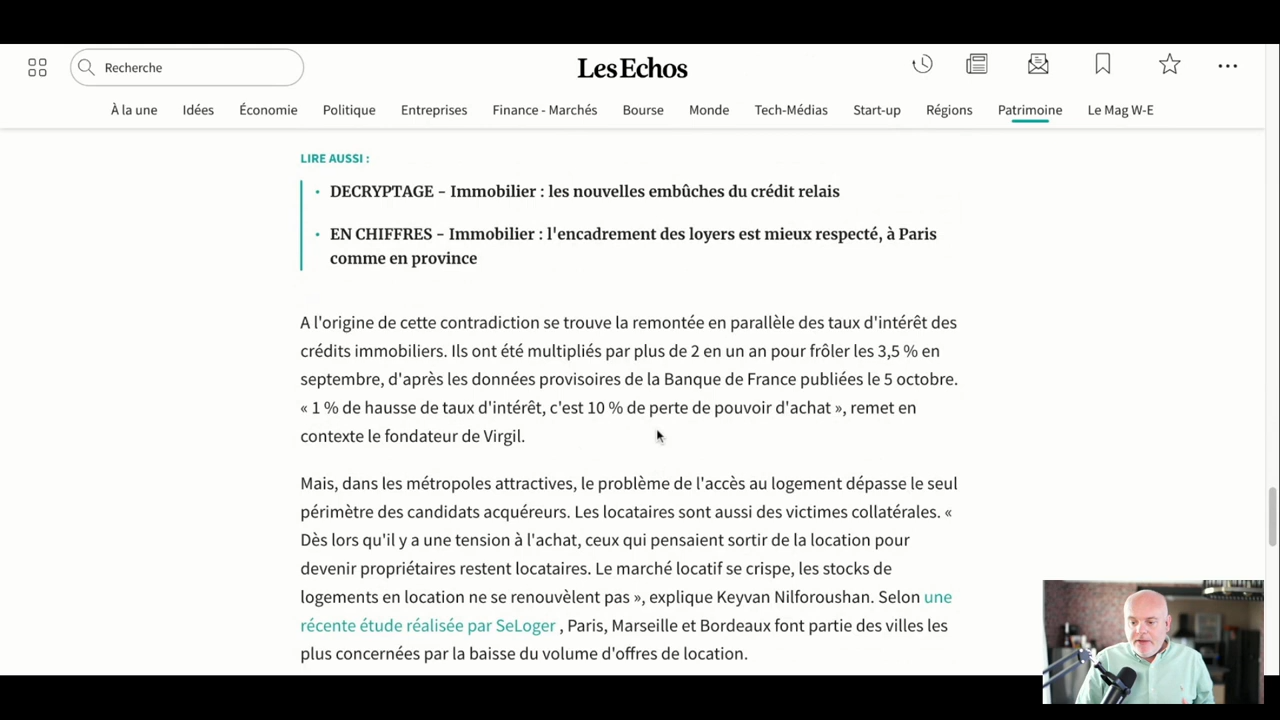 Recherche
Les Echos
À la une Idées Économie Politique Entreprises Finance - Marchés Bourse Monde Tech-Médias Start-up Régions Patrimoine Le Mag W-E
LIRE AUSSI :
• DECRYPTAGE - Immobilier : les nouvelles embûches du crédit relais
• EN CHIFFRES - Immobilier : l'encadrement des loyers est mieux respecté, à Paris
comme en province
A l'origine de cette contradiction se trouve la remontée en parallèle des taux d'intérêt des
crédits immobiliers. Ils ont été multipliés par plus de 2 en un an pour frôler les 3,5 % en
septembre, d'après les données provisoires de la Banque de France publiées le 5 octobre.
« 1 % de hausse de taux d'intérêt, c'est 10 % de perte de pouvoir d'achat », remet en
contexte le fondateur de Virgil.
Mais, dans les métropoles attractives, le problème de l'accès au logement dépasse le seul
périmètre des candidats acquéreurs. Les locataires sont aussi des victimes collatérales. «
Dès lors qu'il y a une tension à l'achat, ceux qui pensaient sortir de la location pour
devenir propriétaires restent locataires. Le marché locatif se crispe, les stocks de
logements en location ne se renouvèlent pas », explique Keyvan Nilforoushan. Selon une
récente étude réalisée par SeLoger , Paris, Marseille et Bordeaux font partie des villes les
plus concernées par la baisse du volume d'offres de location.